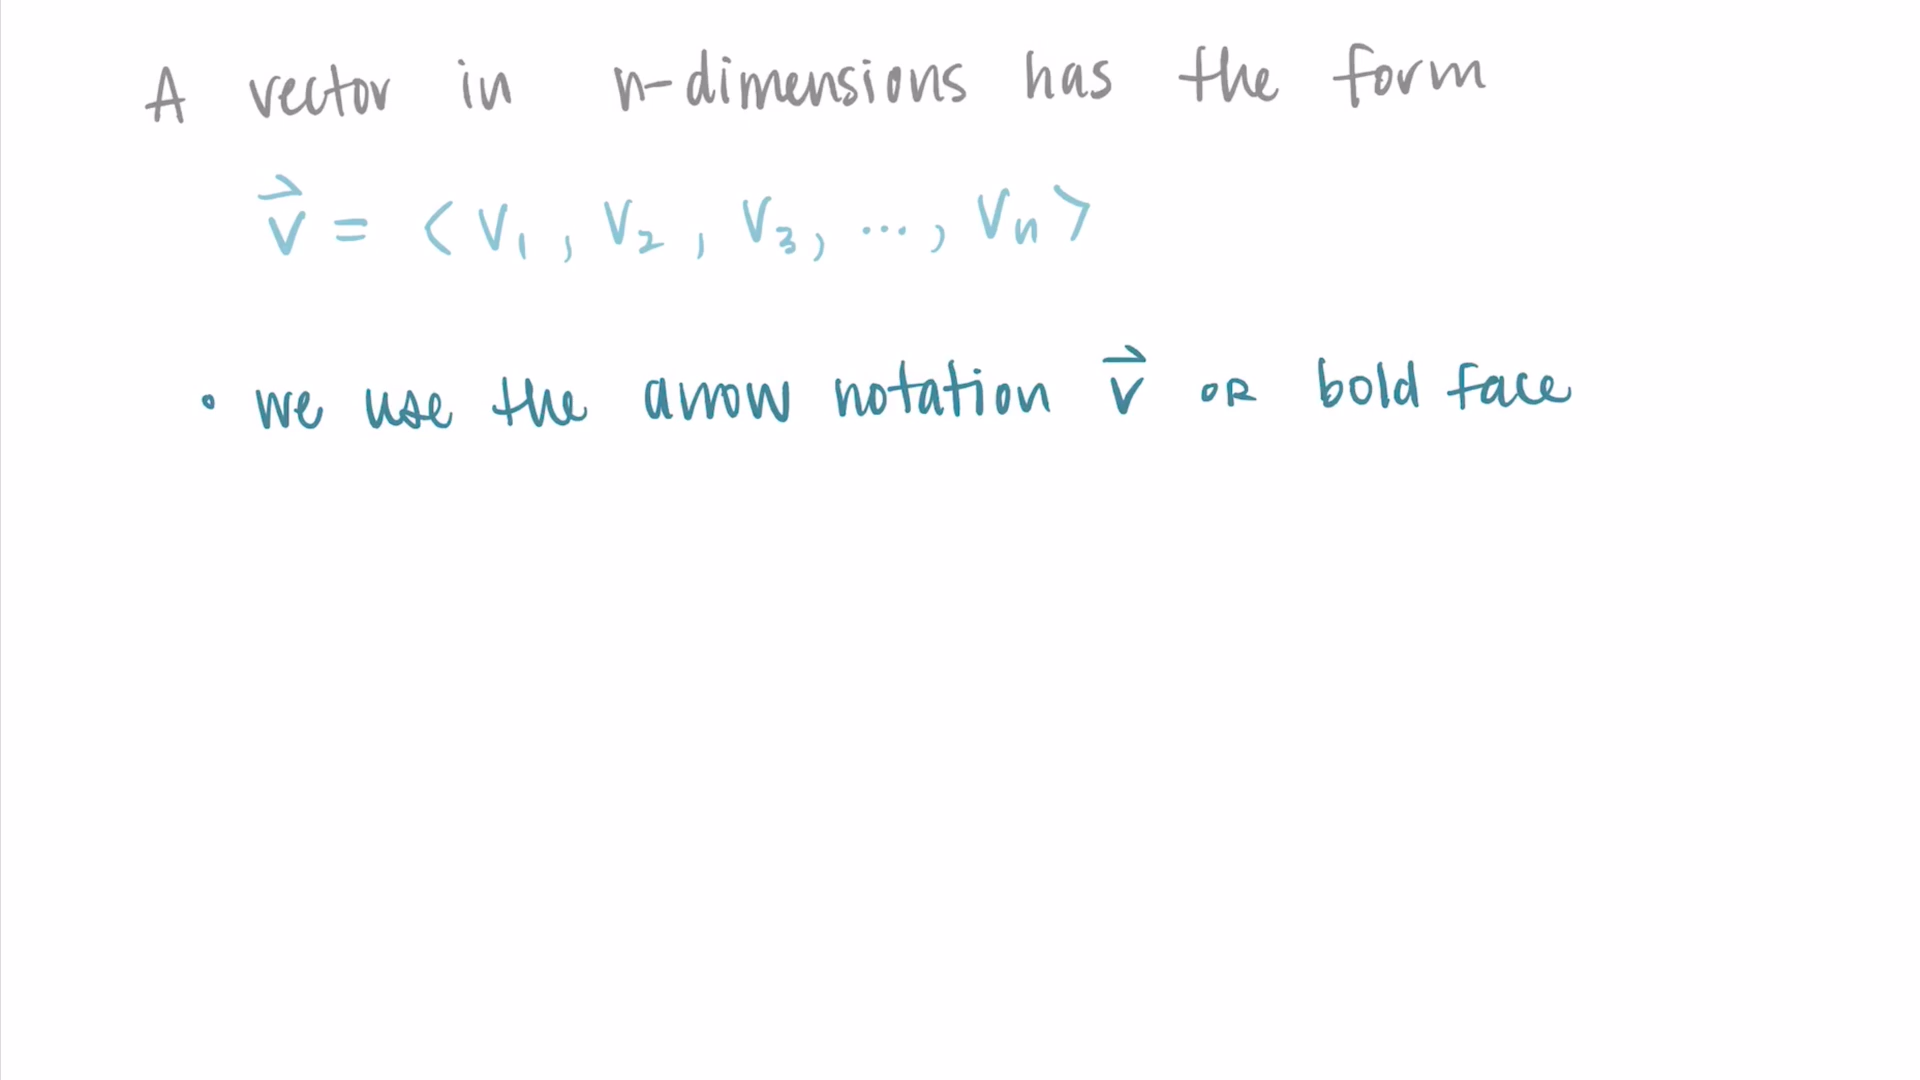 A vector in n-dimensions has the form
v⃗ = ⟨ v₁ , v₂ , v₃, ..., vₙ ⟩
• we use the arrow notation v⃗ OR bold face